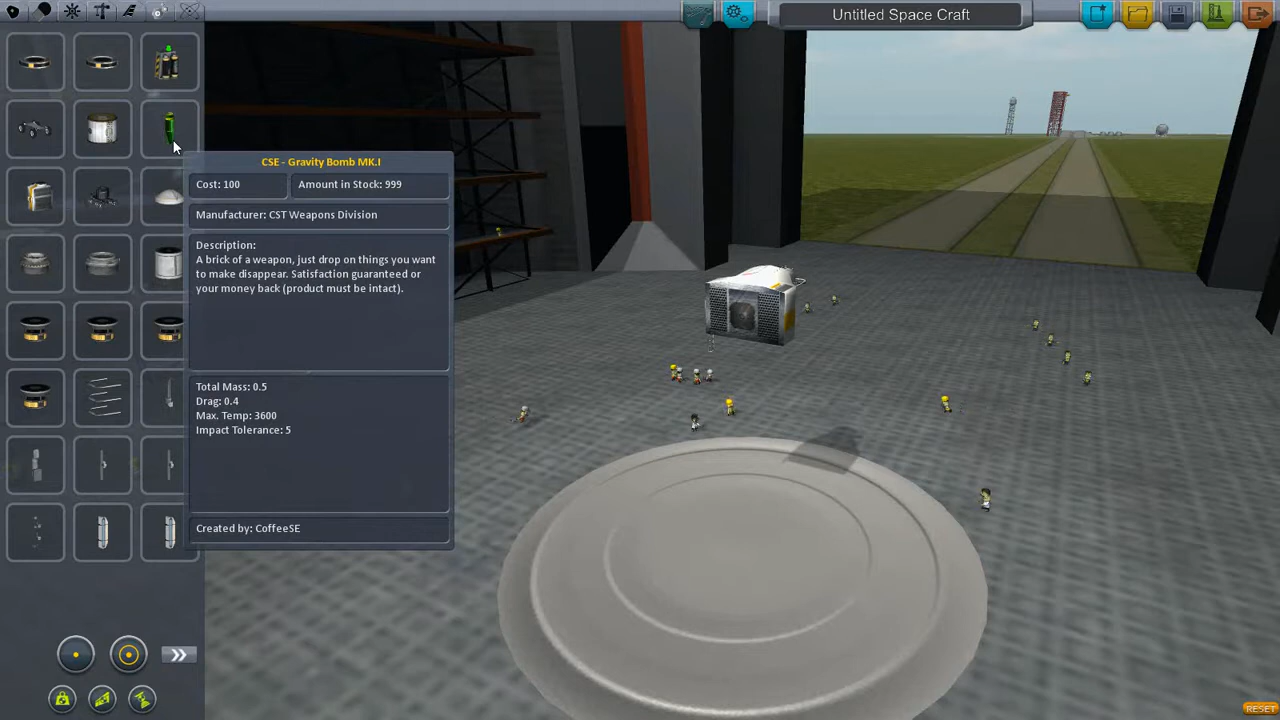 Untitled Space Craft
CSE - Gravity Bomb MK.I
Cost: 100
Amount in Stock: 999
Manufacturer: CST Weapons Division
Description:
A brick of a weapon, just drop on things you want
to make disappear. Satisfaction guaranteed or
your money back (product must be intact).
Total Mass: 0.5
Drag: 0.4
Max. Temp: 3600
Impact Tolerance: 5
Created by: CoffeeSE
RESET